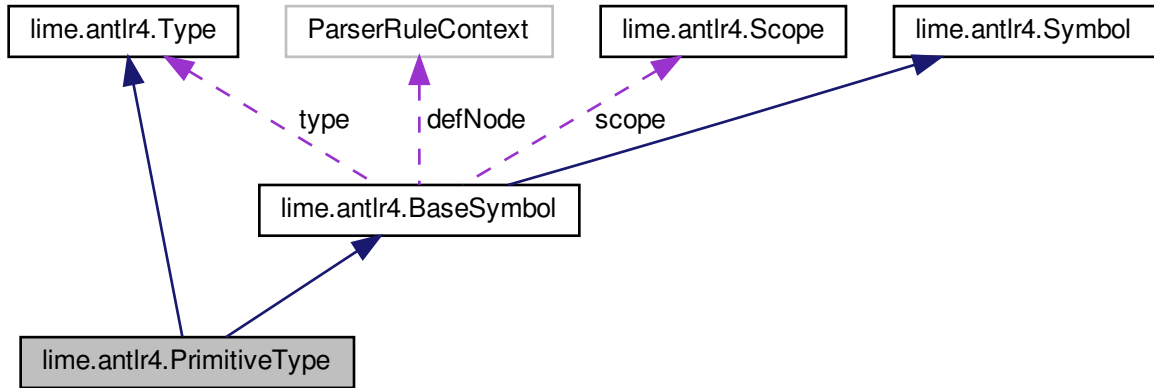 lime.antlr4.Type
ParserRuleContext
lime.antlr4.Scope
lime.antlr4.Symbol
type
defNode
scope
lime.antlr4.BaseSymbol
lime.antlr4.PrimitiveType